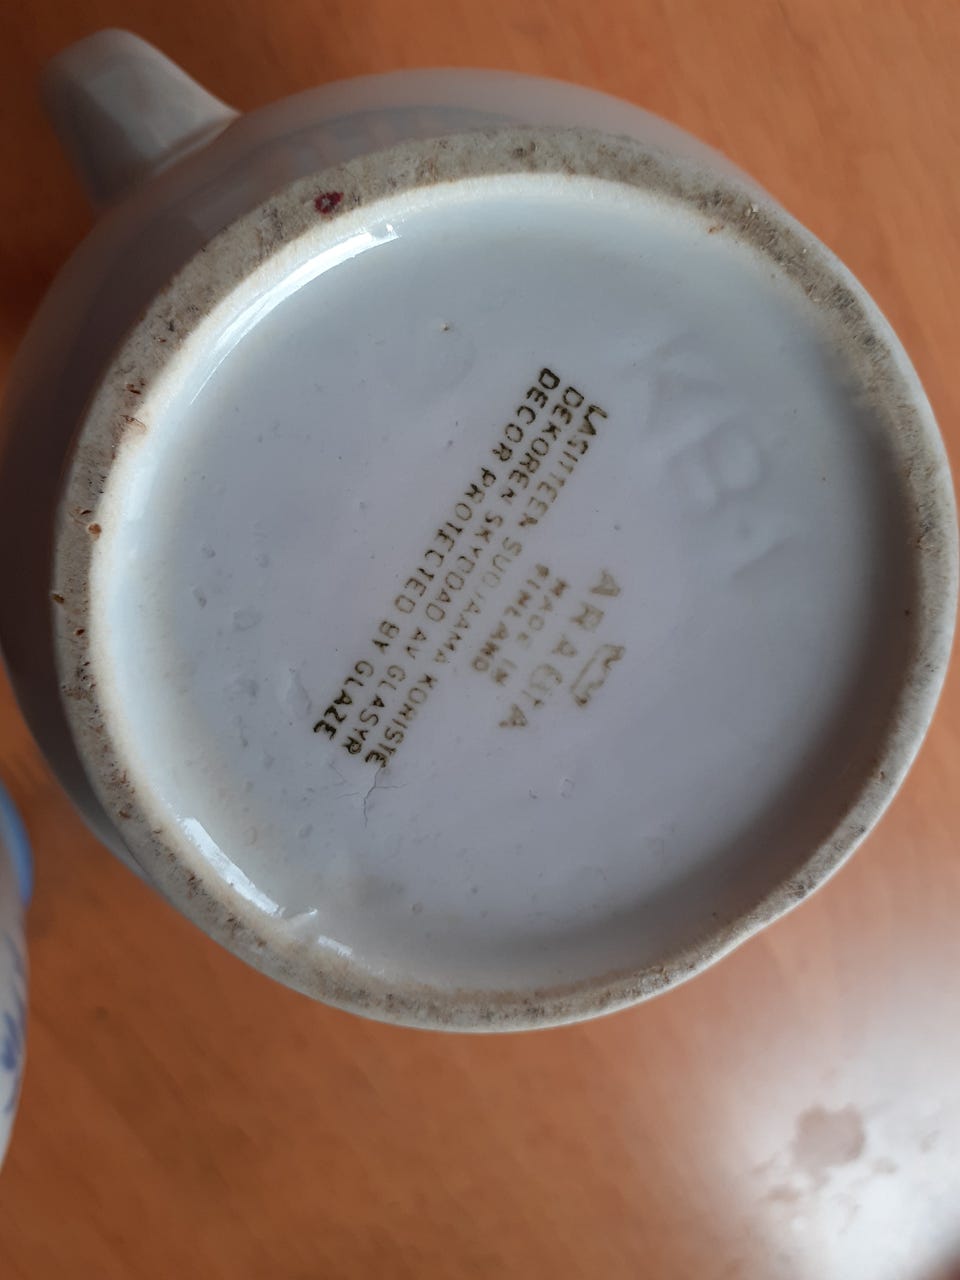 ARABIA
MADE IN
FINLAND
LASITTEEN SUOJAAMA KORISTE
DEKOREN SKYDDAD AV GLASYR
DECOR PROTECTED BY GLAZE